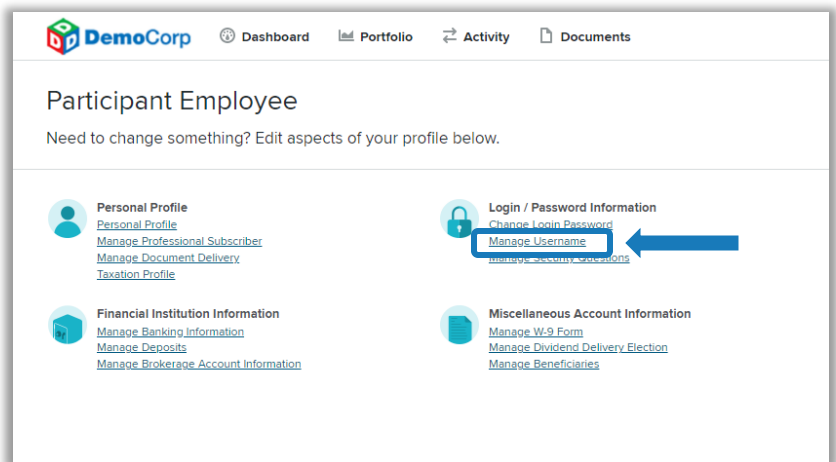 DemoCorp Dashboard Portfolio Activity Documents
Participant Employee
Need to change something? Edit aspects of your profile below.
Personal Profile
Personal Profile
Manage Professional Subscriber
Manage Document Delivery
Taxation Profile
Login / Password Information
Change Login Password
Manage Username
Manage Security Questions
Financial Institution Information
Manage Banking Information
Manage Deposits
Manage Brokerage Account Information
Miscellaneous Account Information
Manage W-9 Form
Manage Dividend Delivery Election
Manage Beneficiaries